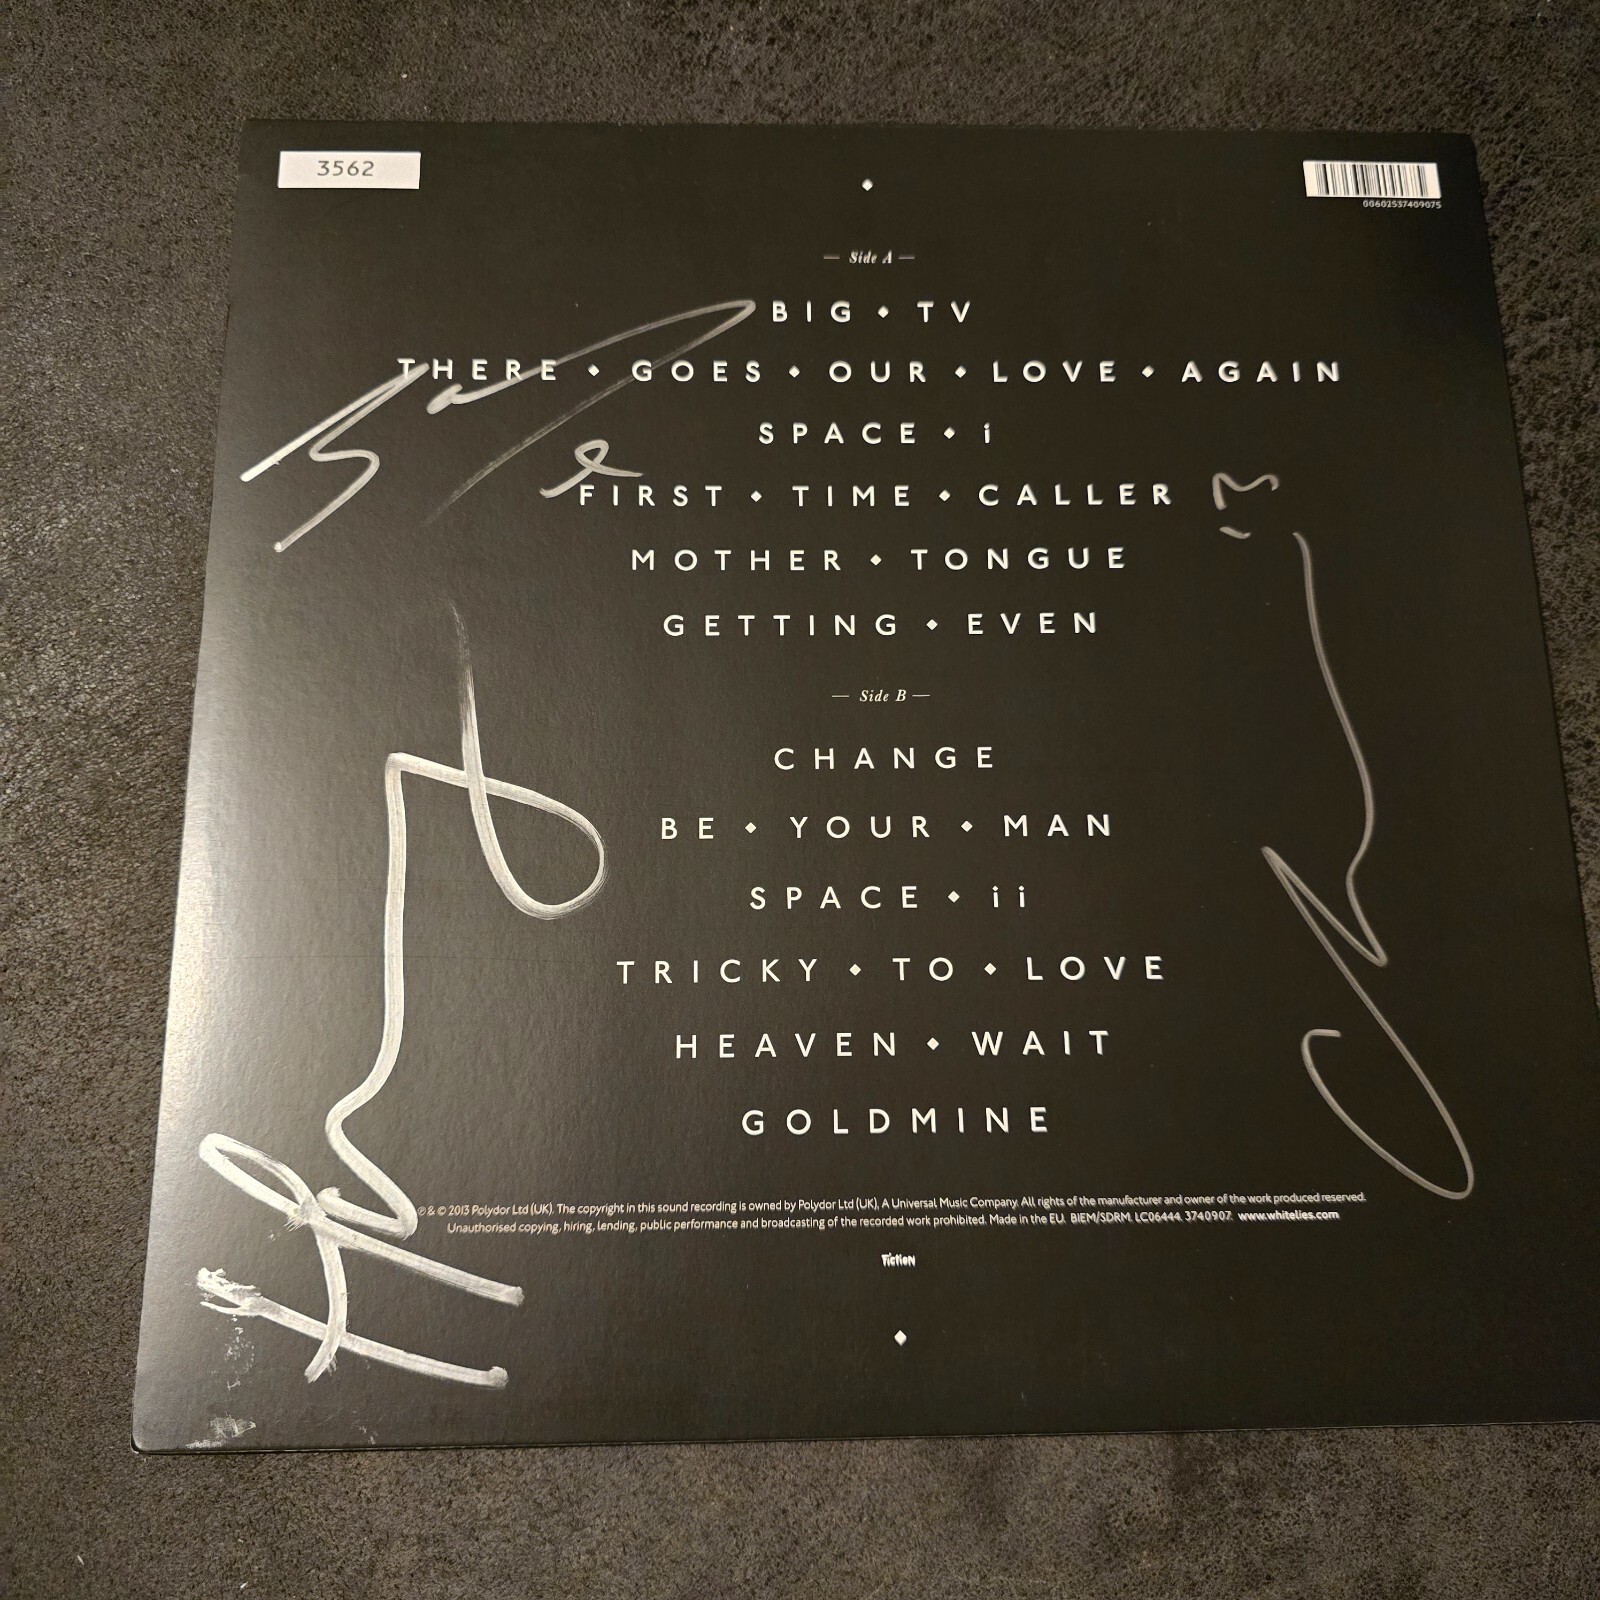 3562
00602537409075
— Side A —
BIG • TV
THERE • GOES • OUR • LOVE • AGAIN
SPACE • i
FIRST • TIME • CALLER
MOTHER • TONGUE
GETTING • EVEN
— Side B —
CHANGE
BE • YOUR • MAN
SPACE • ii
TRICKY • TO • LOVE
HEAVEN • WAIT
GOLDMINE
℗ & © 2013 Polydor Ltd (UK). The copyright in this sound recording is owned by Polydor Ltd (UK), A Universal Music Company. All rights of the manufacturer and owner of the work produced reserved.
Unauthorised copying, hiring, lending, public performance and broadcasting of the recorded work prohibited. Made in the EU. BIEM/SDRM. LC06444. 3740907. www.whitelies.com
Fiction